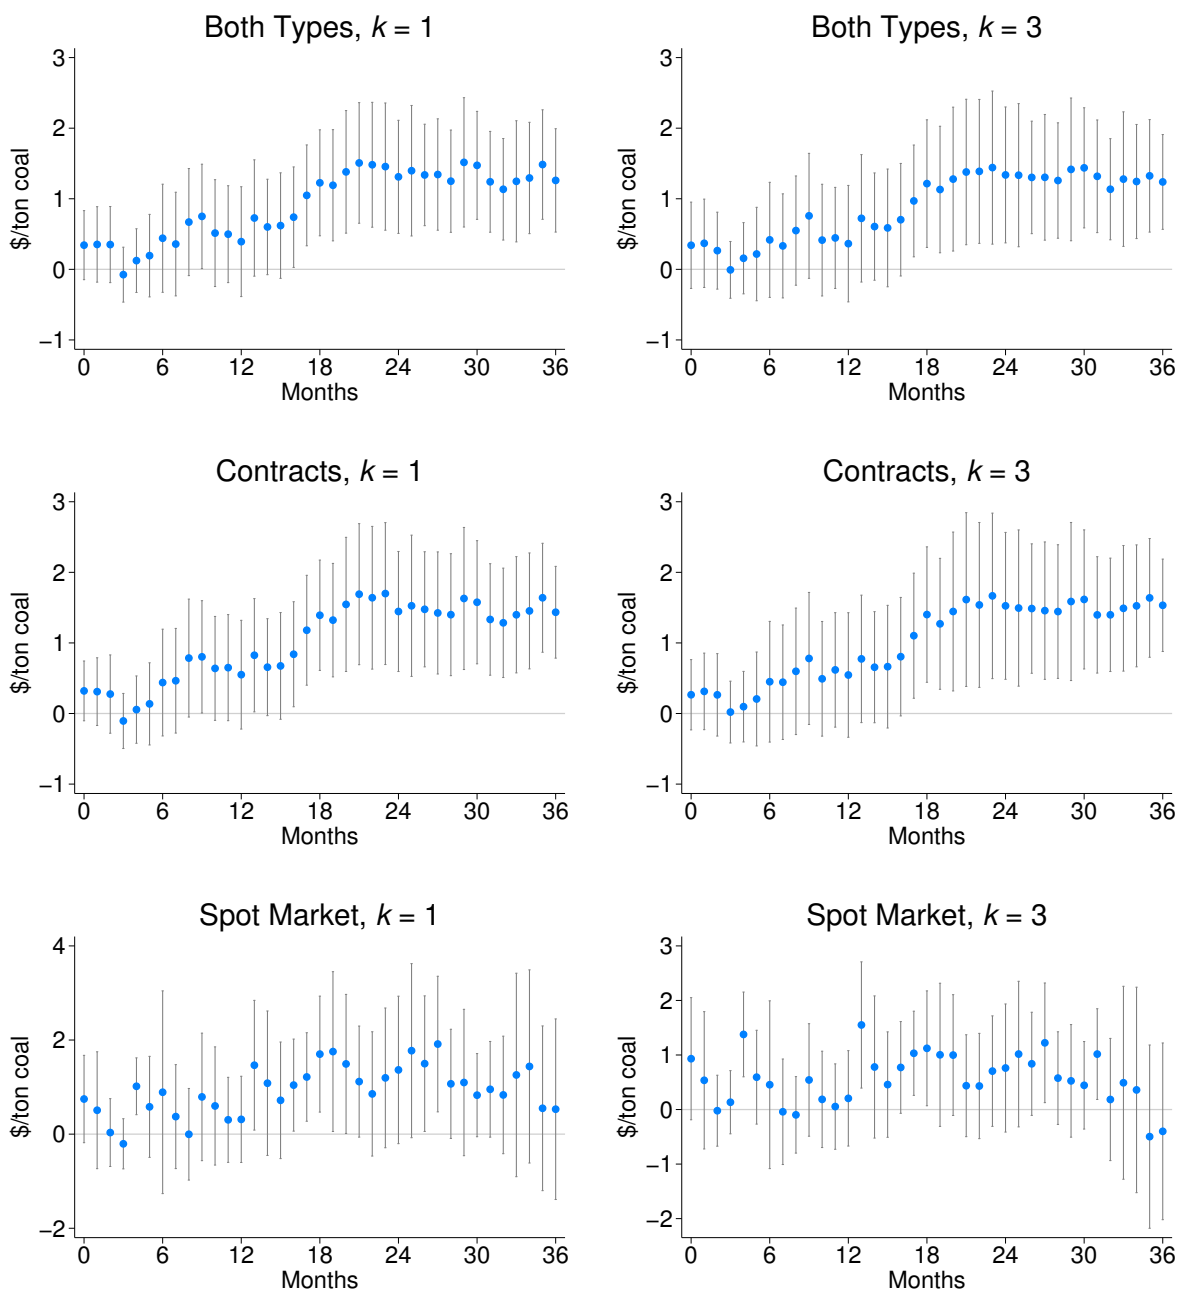 Both Types, k = 1
$/ton coal
3
2
1
0
−1
0 6 12 18 24 30 36
Months
Both Types, k = 3
$/ton coal
3
2
1
0
−1
0 6 12 18 24 30 36
Months
Contracts, k = 1
$/ton coal
3
2
1
0
−1
0 6 12 18 24 30 36
Months
Contracts, k = 3
$/ton coal
3
2
1
0
−1
0 6 12 18 24 30 36
Months
Spot Market, k = 1
$/ton coal
4
2
0
−2
0 6 12 18 24 30 36
Months
Spot Market, k = 3
$/ton coal
3
2
1
0
−1
−2
0 6 12 18 24 30 36
Months